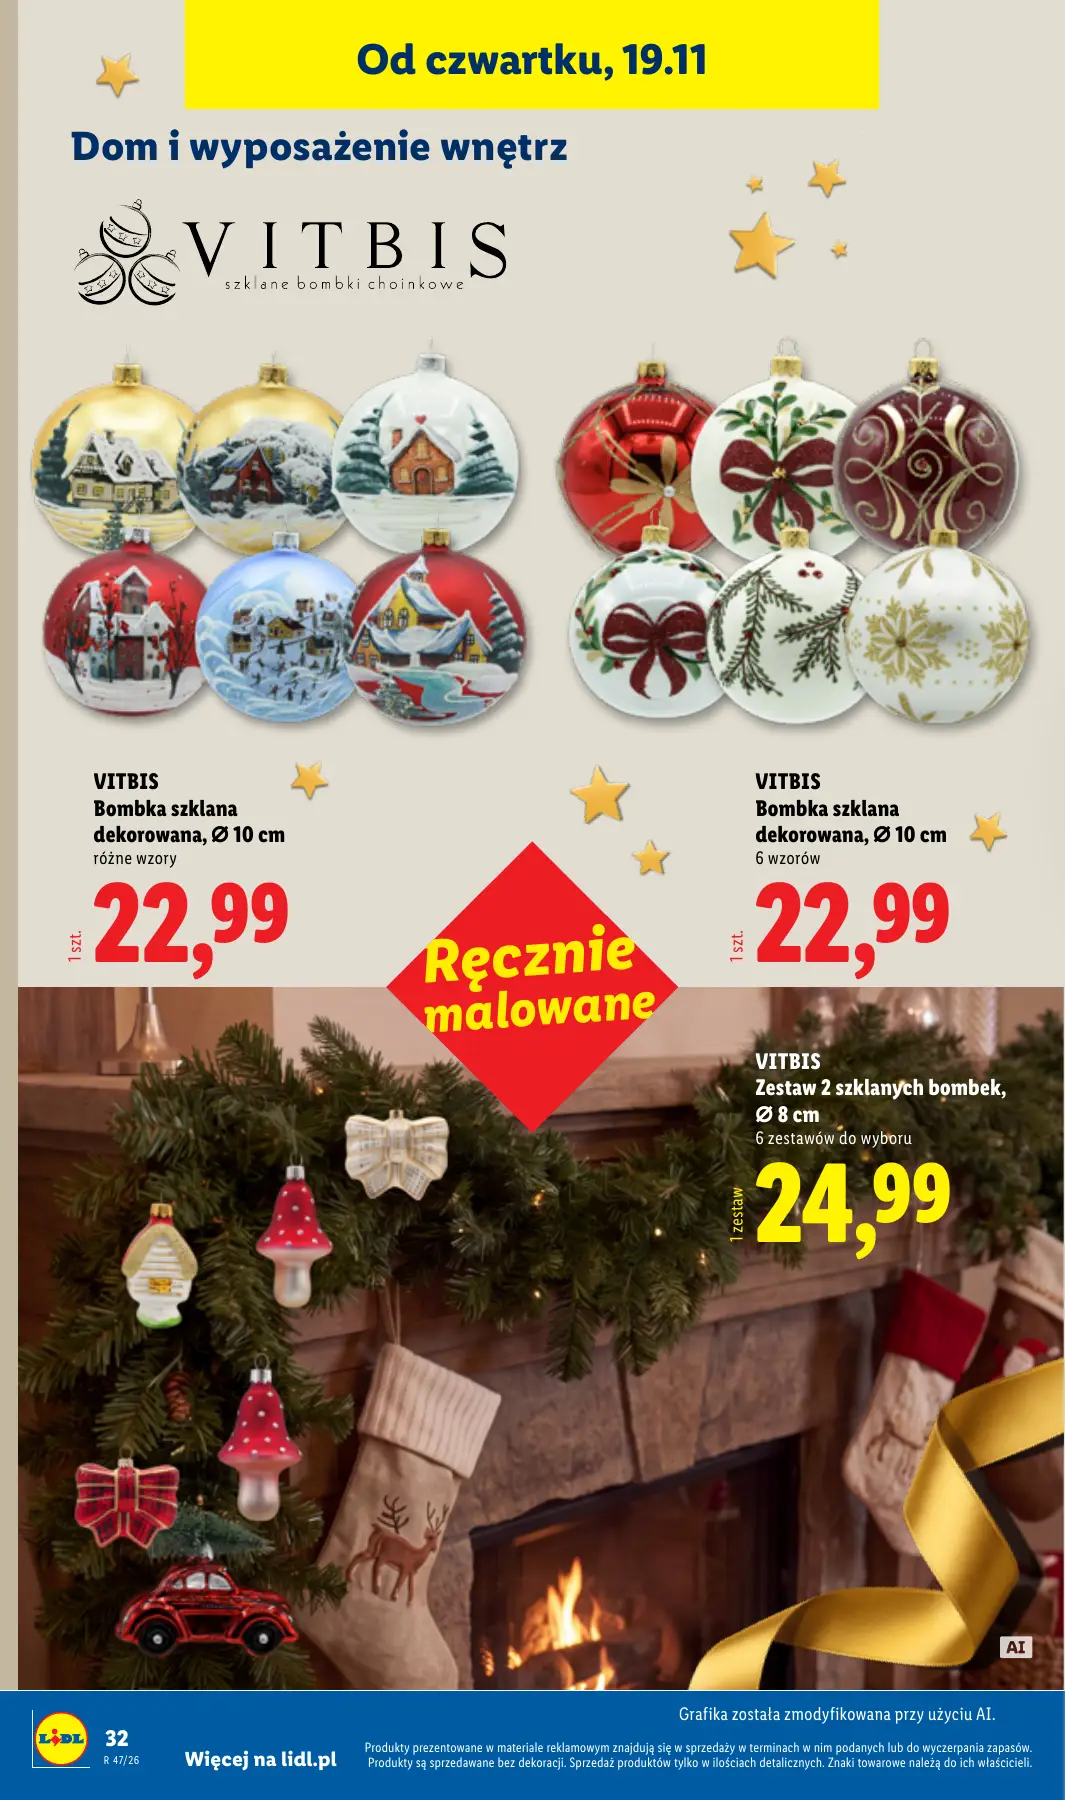 Od czwartku, 19.11
Dom i wyposażenie wnętrz
VITBIS
szklane bombki choinkowe
VITBIS
Bombka szklana
dekorowana, Ø 10 cm
różne wzory
1 szt.
22,99
VITBIS
Bombka szklana
dekorowana, Ø 10 cm
6 wzorów
1 szt.
22,99
Ręcznie
malowane
VITBIS
Zestaw 2 szklanych bombek,
Ø 8 cm
6 zestawów do wyboru
1 zestaw
24,99
AI
Grafika została zmodyfikowana przy użyciu AI.
LIDL
32
R 47/26
Więcej na lidl.pl
Produkty prezentowane w materiale reklamowym znajdują się w sprzedaży w terminach w nim podanych lub do wyczerpania zapasów.
Produkty są sprzedawane bez dekoracji. Sprzedaż produktów tylko w ilościach detalicznych. Znaki towarowe należą do ich właścicieli.